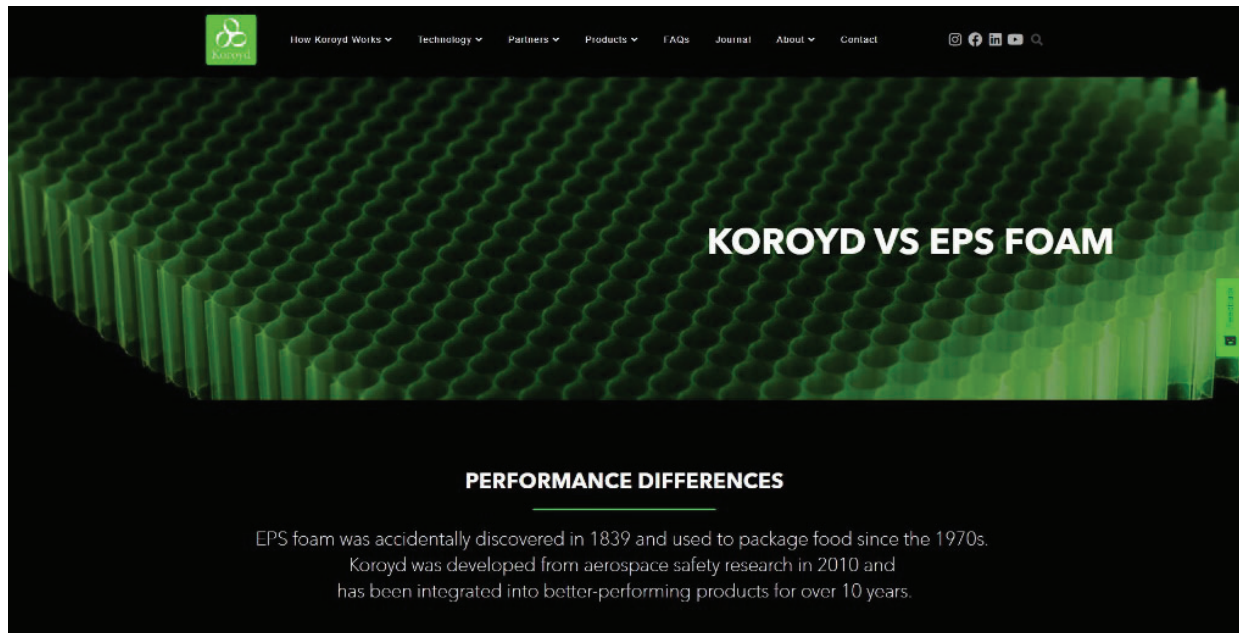 Koroyd
How Koroyd Works
Technology
Partners
Products
FAQs
Journal
About
Contact
KOROYD VS EPS FOAM
PERFORMANCE DIFFERENCES
EPS foam was accidentally discovered in 1839 and used to package food since the 1970s.
Koroyd was developed from aerospace safety research in 2010 and
has been integrated into better-performing products for over 10 years.